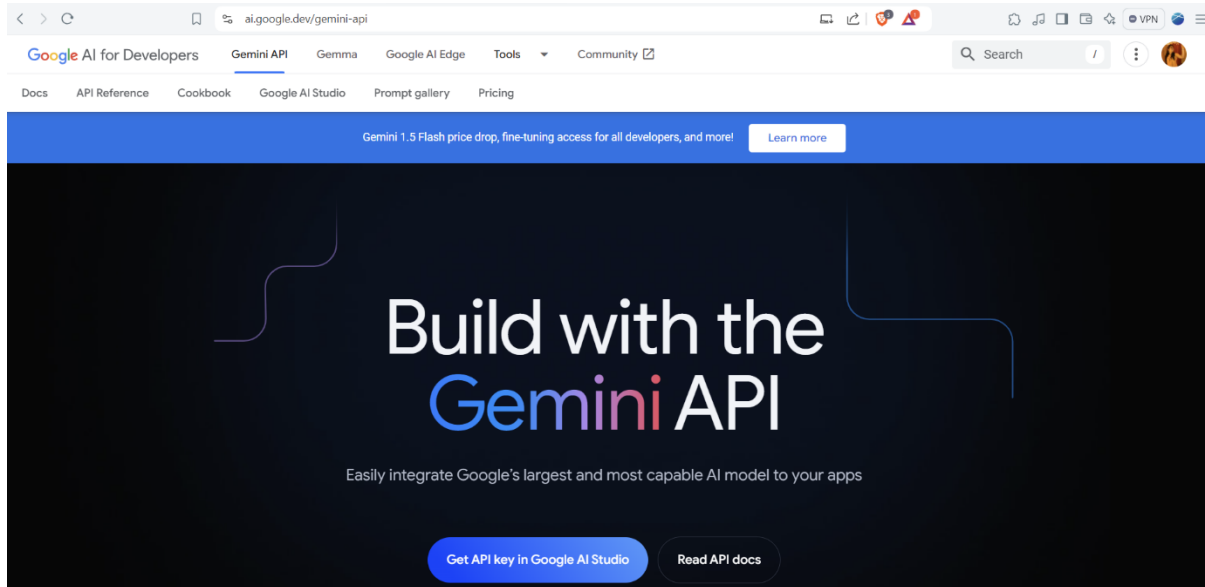 ai.google.dev/gemini-api
VPN
Google AI for Developers Gemini API Gemma Google AI Edge Tools Community Search /
Docs API Reference Cookbook Google AI Studio Prompt gallery Pricing
Gemini 1.5 Flash price drop, fine-tuning access for all developers, and more! Learn more
Build with the
Gemini API
Easily integrate Google's largest and most capable AI model to your apps
Get API key in Google AI Studio Read API docs